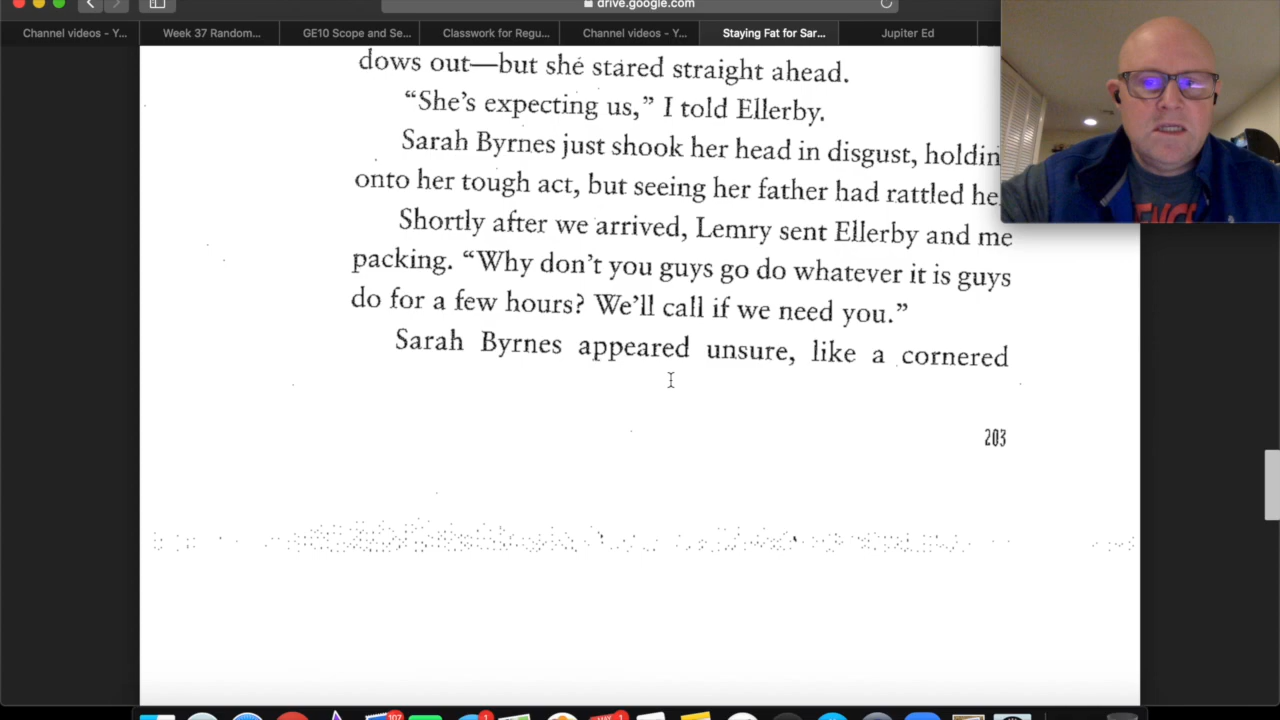 drive.google.com
Channel videos - Y...
Week 37 Random...
GE10 Scope and Se...
Classwork for Regu...
Channel videos - Y...
Staying Fat for Sar...
Jupiter Ed
dows out—but she stared straight ahead.
“She’s expecting us,” I told Ellerby.
Sarah Byrnes just shook her head in disgust, holdin
onto her tough act, but seeing her father had rattled he
Shortly after we arrived, Lemry sent Ellerby and me
packing. “Why don’t you guys go do whatever it is guys
do for a few hours? We’ll call if we need you.”
Sarah Byrnes appeared unsure, like a cornered
203
107
1
MAY
1